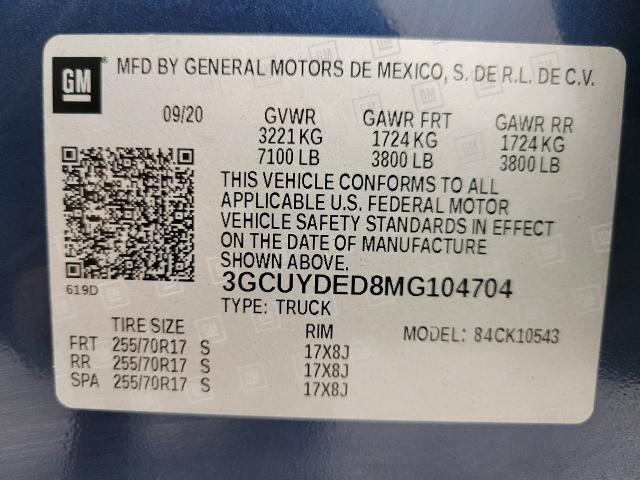 GM
MFD BY GENERAL MOTORS DE MEXICO, S. DE R.L. DE C.V.
09/20 GVWR GAWR FRT GAWR RR
3221 KG 1724 KG 1724 KG
7100 LB 3800 LB 3800 LB
THIS VEHICLE CONFORMS TO ALL
APPLICABLE U.S. FEDERAL MOTOR
VEHICLE SAFETY STANDARDS IN EFFECT
ON THE DATE OF MANUFACTURE
SHOWN ABOVE.
619D
3GCUYDED8MG104704
TYPE: TRUCK
TIRE SIZE RIM MODEL: 84CK10543
FRT 255/70R17 S 17X8J
RR 255/70R17 S 17X8J
SPA 255/70R17 S 17X8J